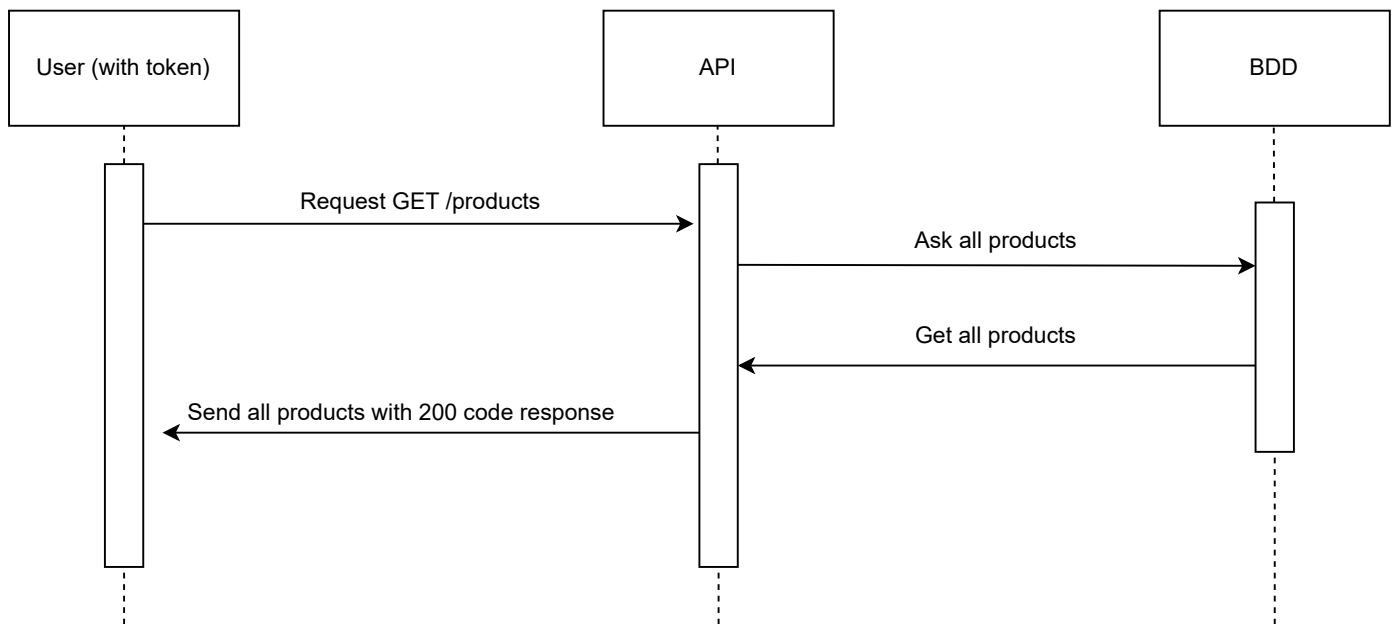 User (with token)
API
BDD
Request GET /products
Ask all products
Get all products
Send all products with 200 code response